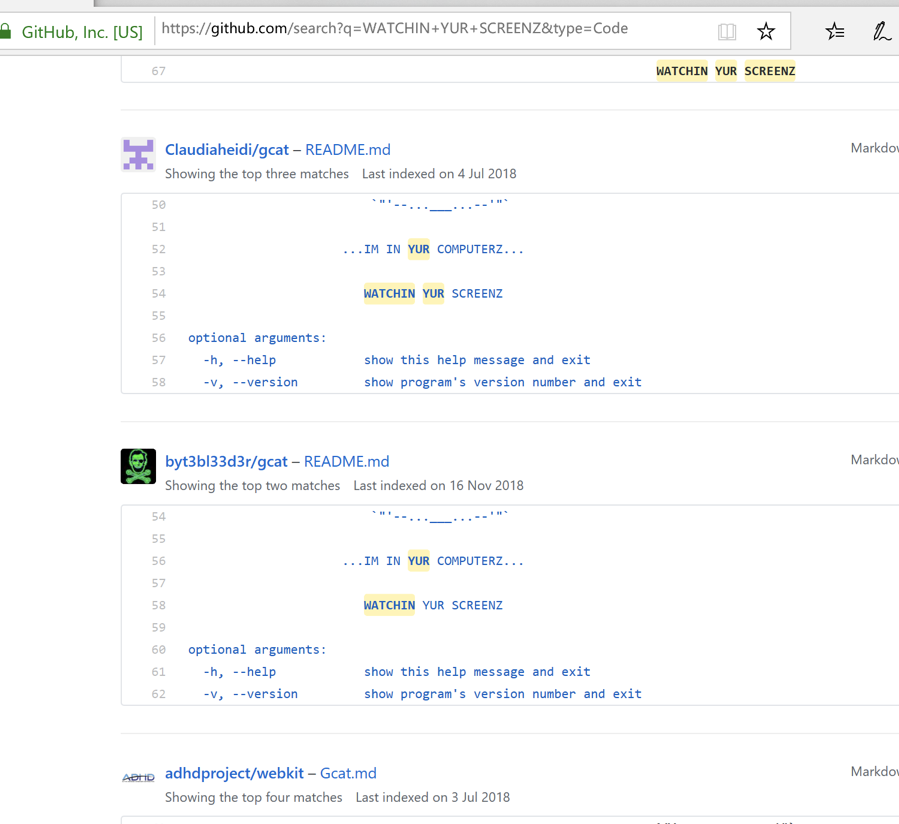 GitHub, Inc. [US] https://github.com/search?q=WATCHIN+YUR+SCREENZ&type=Code
67 WATCHIN YUR SCREENZ
Claudiaheidi/gcat – README.md Markdow
Showing the top three matches Last indexed on 4 Jul 2018
50 `"'--...___...--'"`
51
52 ...IM IN YUR COMPUTERZ...
53
54 WATCHIN YUR SCREENZ
55
56 optional arguments:
57 -h, --help show this help message and exit
58 -v, --version show program's version number and exit
byt3bl33d3r/gcat – README.md Markdow
Showing the top two matches Last indexed on 16 Nov 2018
54 `"'--...___...--'"`
55
56 ...IM IN YUR COMPUTERZ...
57
58 WATCHIN YUR SCREENZ
59
60 optional arguments:
61 -h, --help show this help message and exit
62 -v, --version show program's version number and exit
ADHD adhdproject/webkit – Gcat.md Markdow
Showing the top four matches Last indexed on 3 Jul 2018